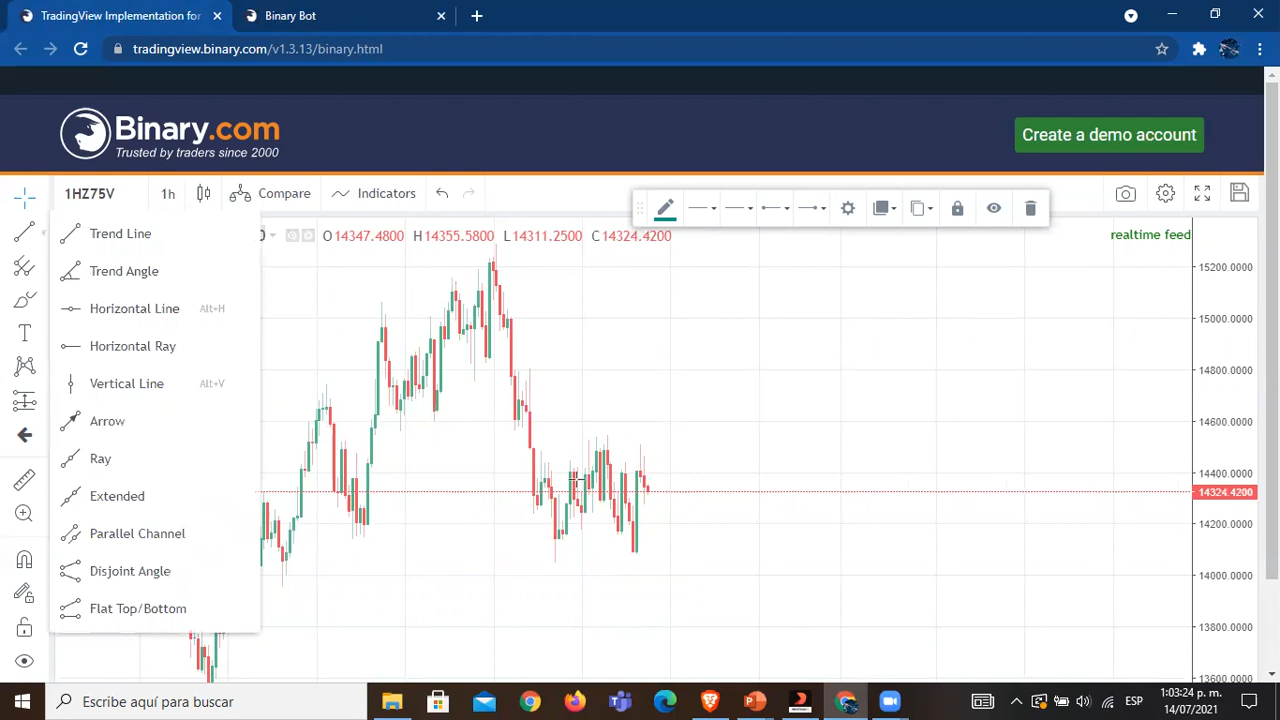 TradingView Implementation for
Binary Bot
tradingview.binary.com/v1.3.13/binary.html
Binary.com
Trusted by traders since 2000
Create a demo account
1HZ75V
1h
Compare
Indicators
Trend Line
Trend Angle
Horizontal Line Alt+H
Horizontal Ray
Vertical Line Alt+V
Arrow
Ray
Extended
Parallel Channel
Disjoint Angle
Flat Top/Bottom
O14347.4800 H14355.5800 L14311.2500 C14324.4200
realtime feed
15200.0000
15000.0000
14800.0000
14600.0000
14400.0000
14324.4200
14200.0000
14000.0000
13800.0000
13600.0000
Escribe aquí para buscar
ESP
1:03:24 p. m.
14/07/2021